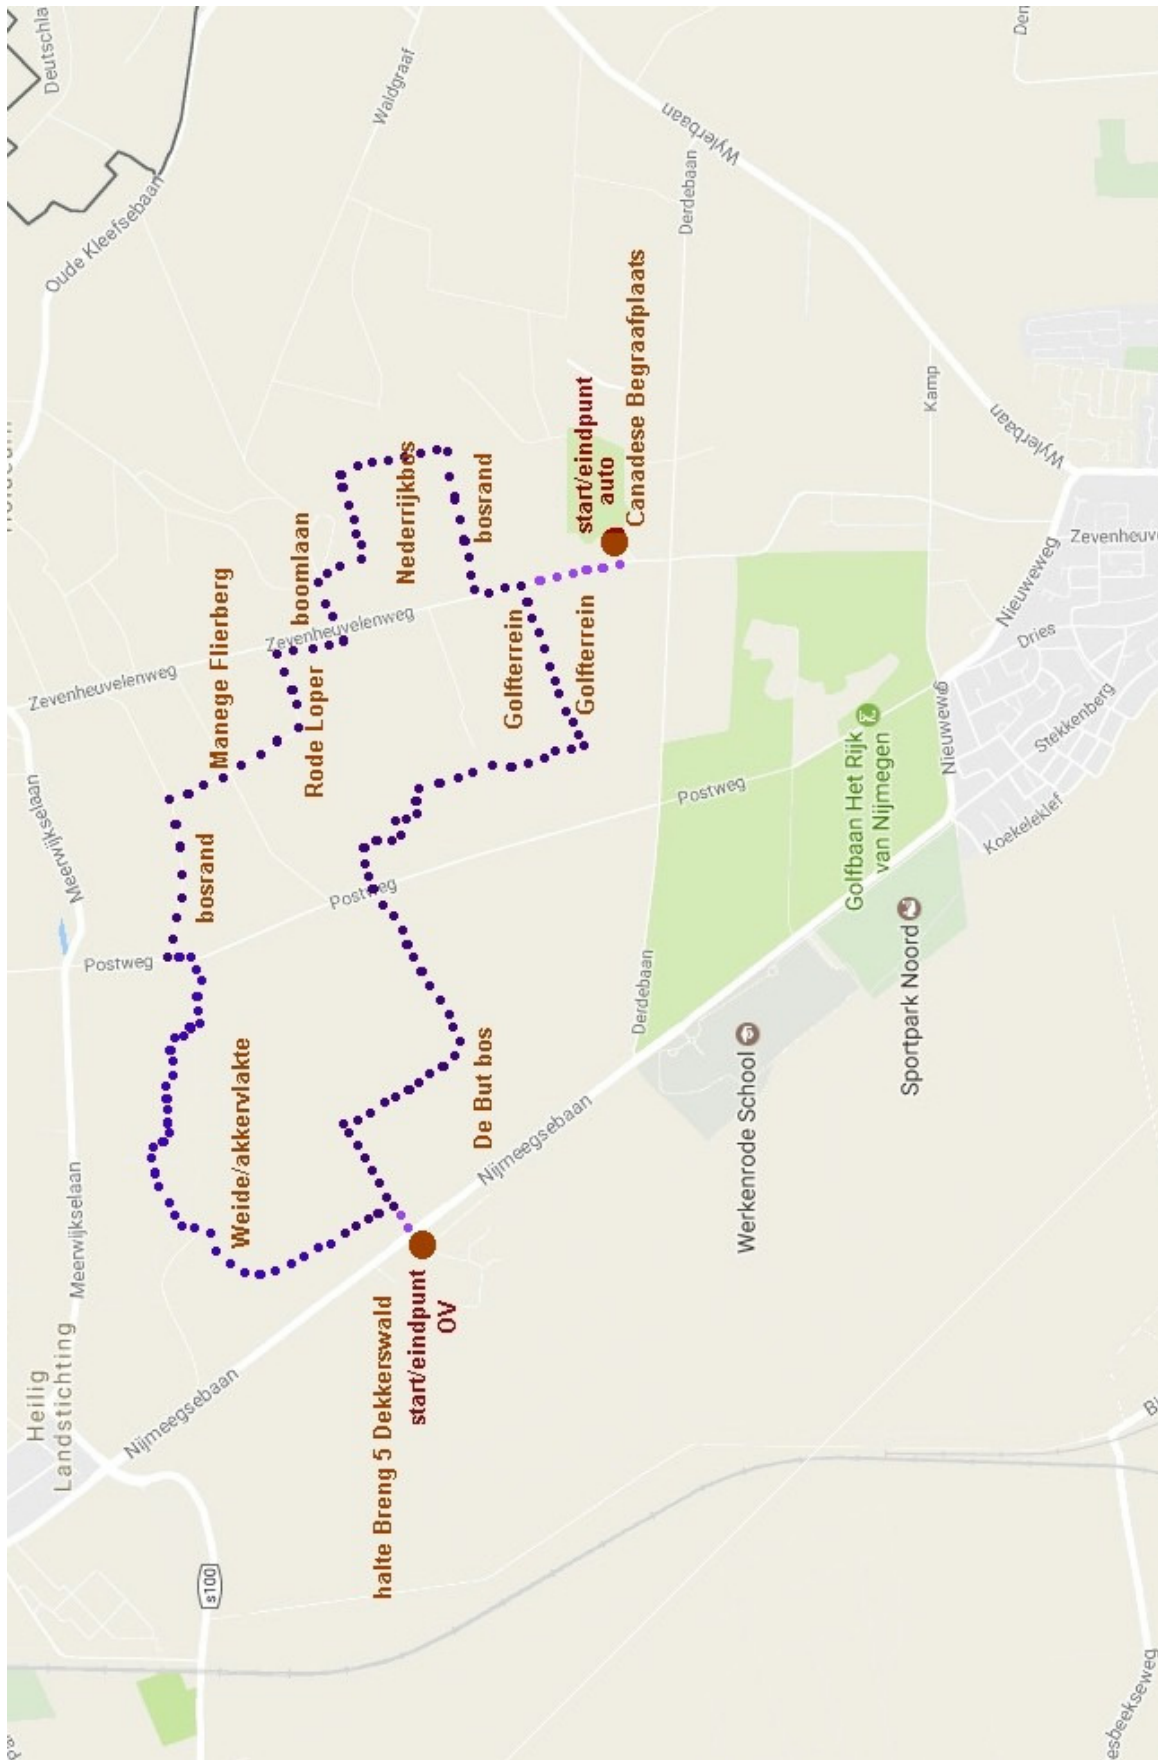 Deutschla
Heilig
Landstichting
Meerwijkselaan
Meerwijkselaan
Oude Kleefsebaan
Postweg
Zevenheuvelenweg
Nijmeegsebaan
s100
bosrand
Manege Flierberg
Weide/akkervlakte
Rode Loper
boomlaan
Zevenheuvelenweg
Waldgraaf
Postweg
Nederrijkbos
halte Breng 5 Dekkerswald
start/eindpunt
OV
De But bos
bosrand
Golfterrein
Golfterrein
start/eindpunt
auto
Canadese Begraafplaats
Nijmeegsebaan
Derdebaan
Derdebaan
Wylerbaan
Postweg
Werkenrode School
Golfbaan Het Rijk
van Nijmegen
Sportpark Noord
Kamp
Nieuweweg
Nieuweweg
Wylerbaan
Koekeleklef
Dries
Stekkenberg
Zevenheuv
Den
esbeekseweg